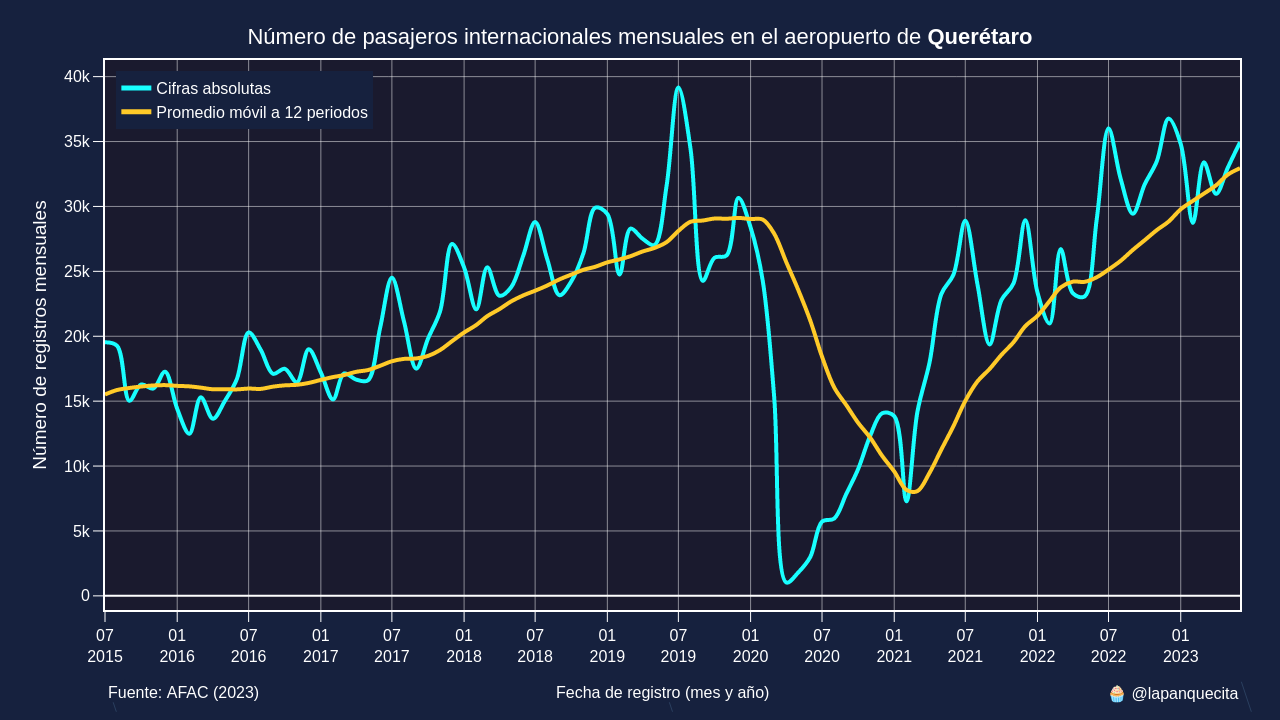 Número de pasajeros internacionales mensuales en el aeropuerto de Querétaro
Cifras absolutas
Promedio móvil a 12 periodos
Número de registros mensuales
40k
35k
30k
25k
20k
15k
10k
5k
0
07 01 07 01 07 01 07 01 07 01 07 01 07 01 07 01
2015 2016 2016 2017 2017 2018 2018 2019 2019 2020 2020 2021 2021 2022 2022 2023
Fuente: AFAC (2023) Fecha de registro (mes y año) 🧁 @lapanquecita